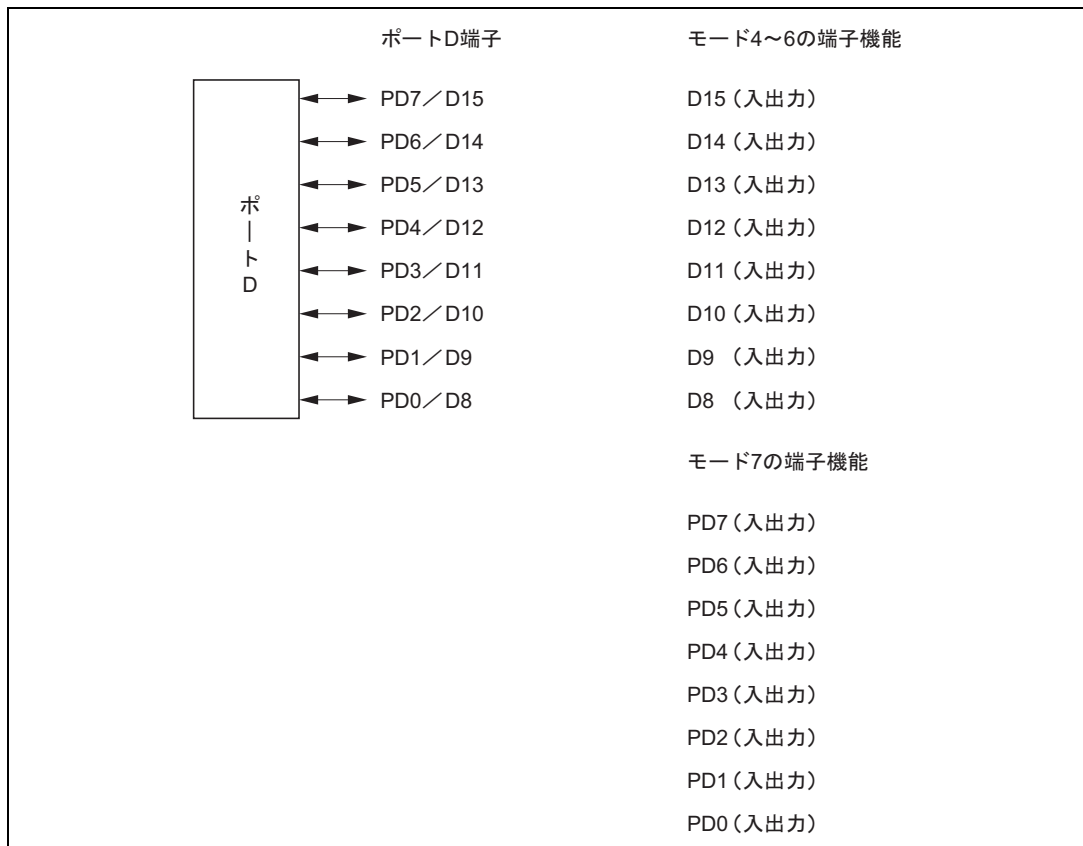 ポートD端子 モード4～6の端子機能
ポートD
PD7／D15 D15（入出力）
PD6／D14 D14（入出力）
PD5／D13 D13（入出力）
PD4／D12 D12（入出力）
PD3／D11 D11（入出力）
PD2／D10 D10（入出力）
PD1／D9 D9 （入出力）
PD0／D8 D8 （入出力）
モード7の端子機能
PD7（入出力）
PD6（入出力）
PD5（入出力）
PD4（入出力）
PD3（入出力）
PD2（入出力）
PD1（入出力）
PD0（入出力）